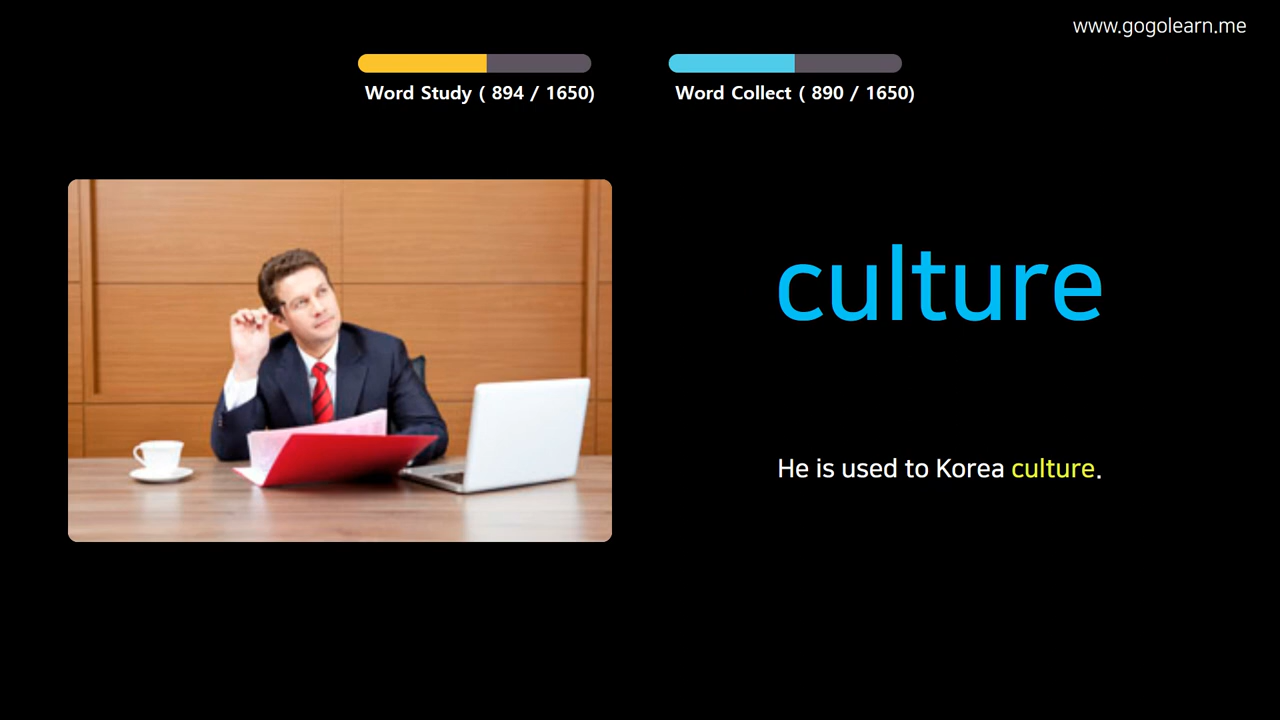 www.gogolearn.me
Word Study ( 894 / 1650)
Word Collect ( 890 / 1650)
culture
He is used to Korea culture.